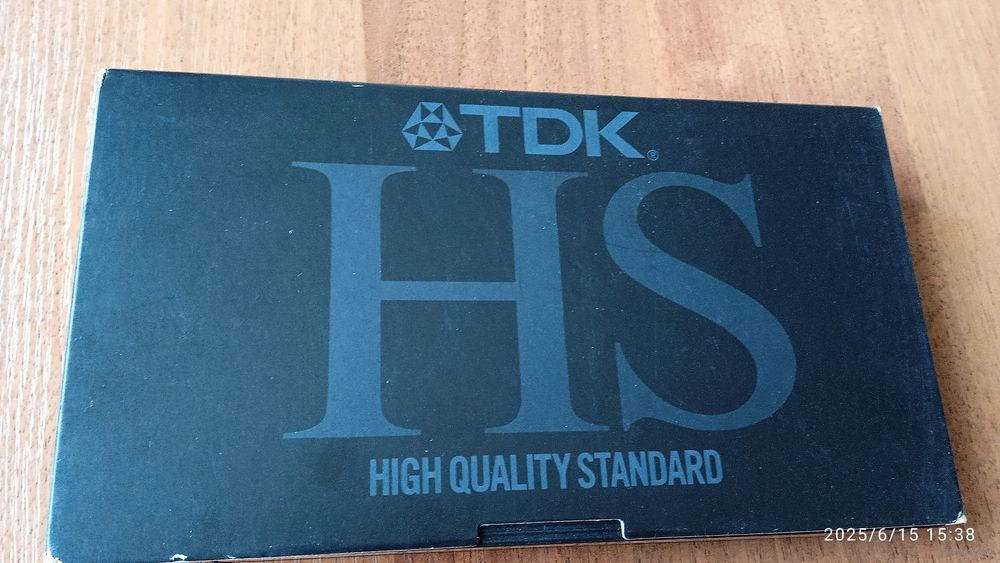 TDK®
HS
HIGH QUALITY STANDARD
2025/6/15 15:38